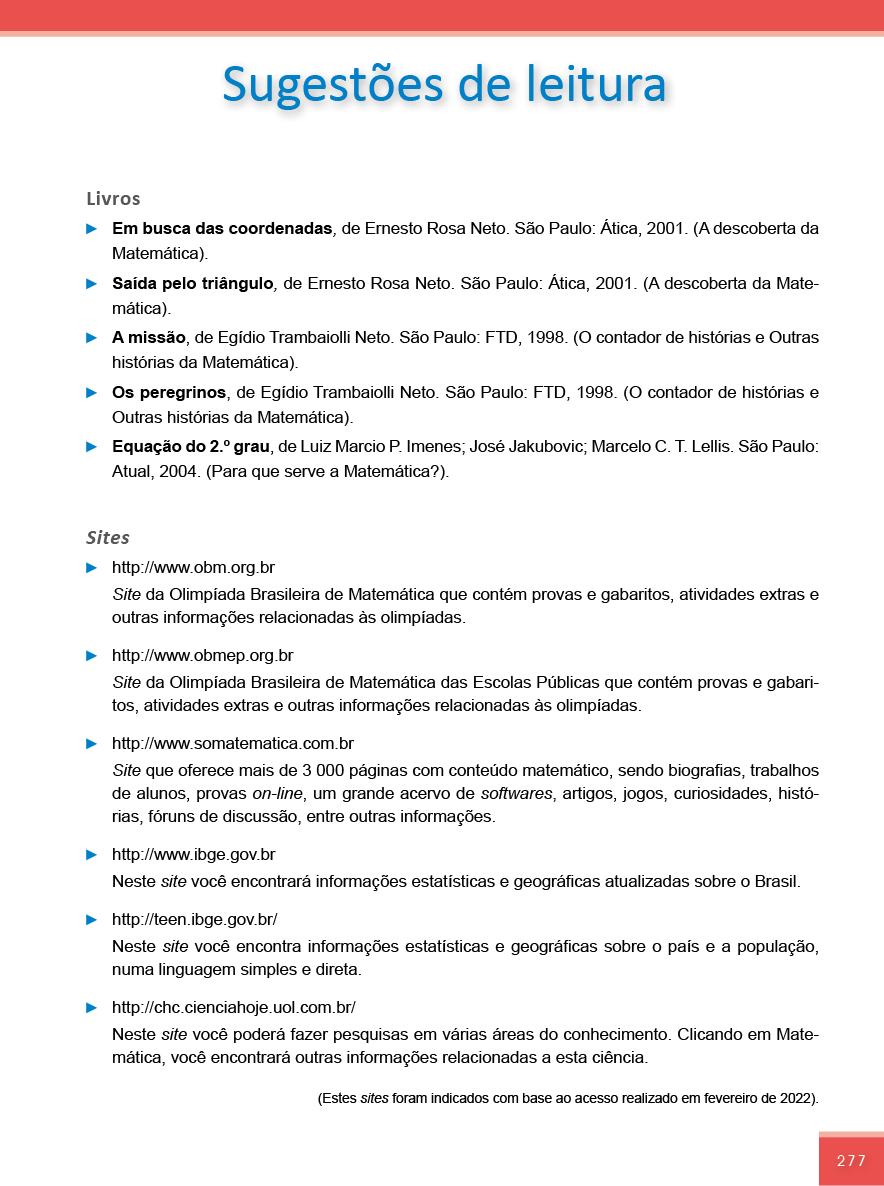 Sugestões de leitura
Livros
► Em busca das coordenadas, de Ernesto Rosa Neto. São Paulo: Ática, 2001. (A descoberta da
Matemática).
► Saída pelo triângulo, de Ernesto Rosa Neto. São Paulo: Ática, 2001. (A descoberta da Mate-
mática).
► A missão, de Egídio Trambaiolli Neto. São Paulo: FTD, 1998. (O contador de histórias e Outras
histórias da Matemática).
► Os peregrinos, de Egídio Trambaiolli Neto. São Paulo: FTD, 1998. (O contador de histórias e
Outras histórias da Matemática).
► Equação do 2.º grau, de Luiz Marcio P. Imenes; José Jakubovic; Marcelo C. T. Lellis. São Paulo:
Atual, 2004. (Para que serve a Matemática?).
Sites
► http://www.obm.org.br
Site da Olimpíada Brasileira de Matemática que contém provas e gabaritos, atividades extras e
outras informações relacionadas às olimpíadas.
► http://www.obmep.org.br
Site da Olimpíada Brasileira de Matemática das Escolas Públicas que contém provas e gabari-
tos, atividades extras e outras informações relacionadas às olimpíadas.
► http://www.somatematica.com.br
Site que oferece mais de 3 000 páginas com conteúdo matemático, sendo biografias, trabalhos
de alunos, provas on-line, um grande acervo de softwares, artigos, jogos, curiosidades, histó-
rias, fóruns de discussão, entre outras informações.
► http://www.ibge.gov.br
Neste site você encontrará informações estatísticas e geográficas atualizadas sobre o Brasil.
► http://teen.ibge.gov.br/
Neste site você encontra informações estatísticas e geográficas sobre o país e a população,
numa linguagem simples e direta.
► http://chc.cienciahoje.uol.com.br/
Neste site você poderá fazer pesquisas em várias áreas do conhecimento. Clicando em Mate-
mática, você encontrará outras informações relacionadas a esta ciência.
(Estes sites foram indicados com base ao acesso realizado em fevereiro de 2022).
277